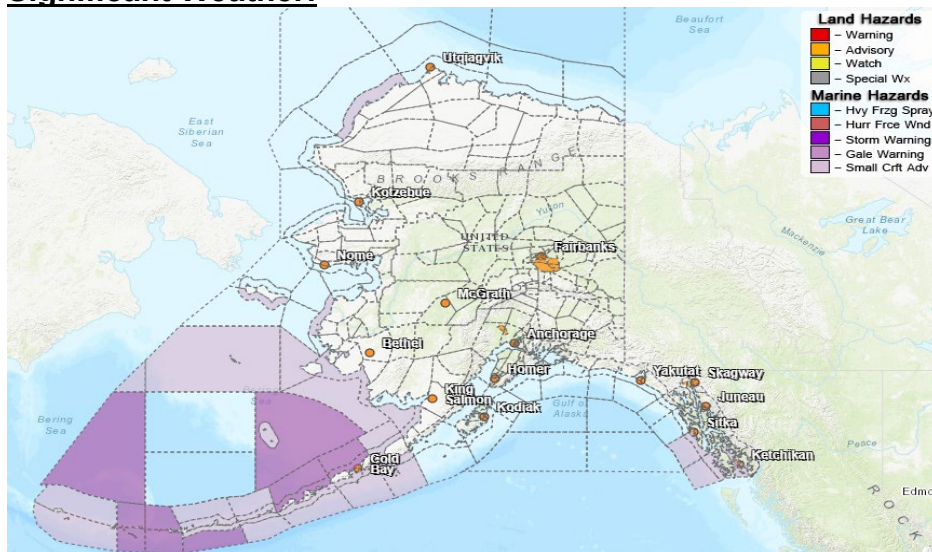 Significant Weather:
Land Hazards
– Warning
– Advisory
– Watch
– Special Wx
Marine Hazards
– Hvy Frzg Spray
– Hurr Frce Wnd
– Storm Warning
– Gale Warning
– Small Crft Adv
Beaufort
Sea
Utqiagvik
East
Siberian
Sea
BROOKS RANGE
Kotzebue
Great Bear
Lake
Yukon
Mackenzie
UNITED
STATES
Fairbanks
Nome
McGrath
Anchorage
Bethel
Homer
Yakutat
Skagway
King
Salmon
Kodiak
Gulf of
Alaska
Juneau
Sitka
Bering
Sea
Sea
Peace
Ketchikan
Cold
Bay
Edmo
ROCK